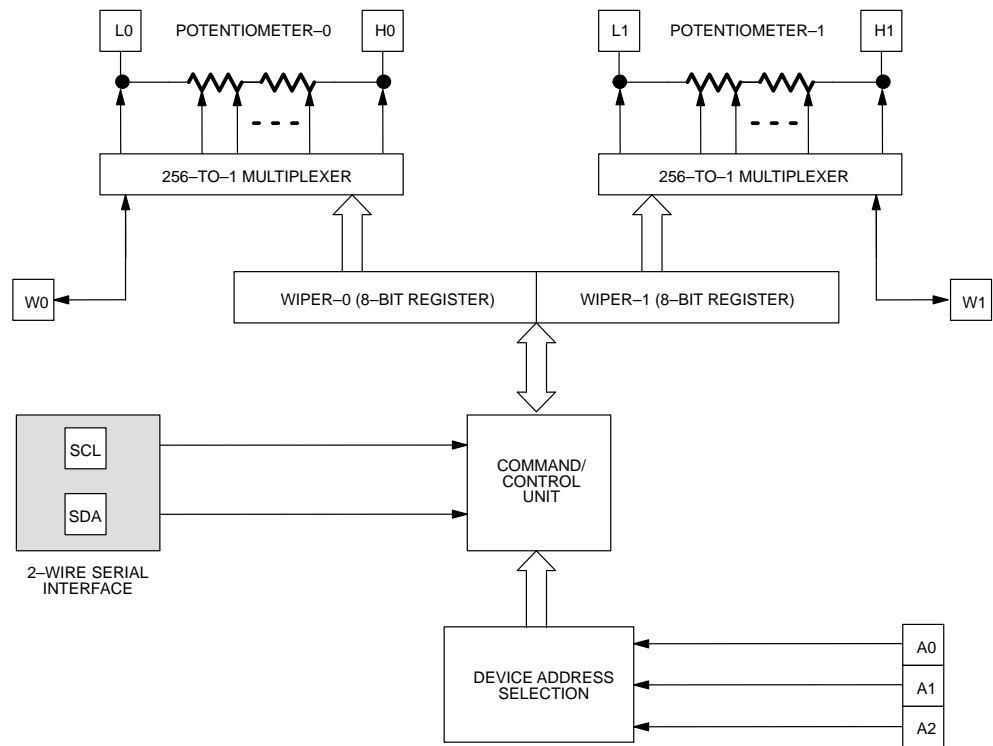 L0
POTENTIOMETER–0
H0
L1
POTENTIOMETER–1
H1
256–TO–1 MULTIPLEXER
256–TO–1 MULTIPLEXER
W0
WIPER–0 (8–BIT REGISTER)
WIPER–1 (8–BIT REGISTER)
W1
SCL
SDA
2–WIRE SERIAL
INTERFACE
COMMAND/
CONTROL
UNIT
DEVICE ADDRESS
SELECTION
A0
A1
A2